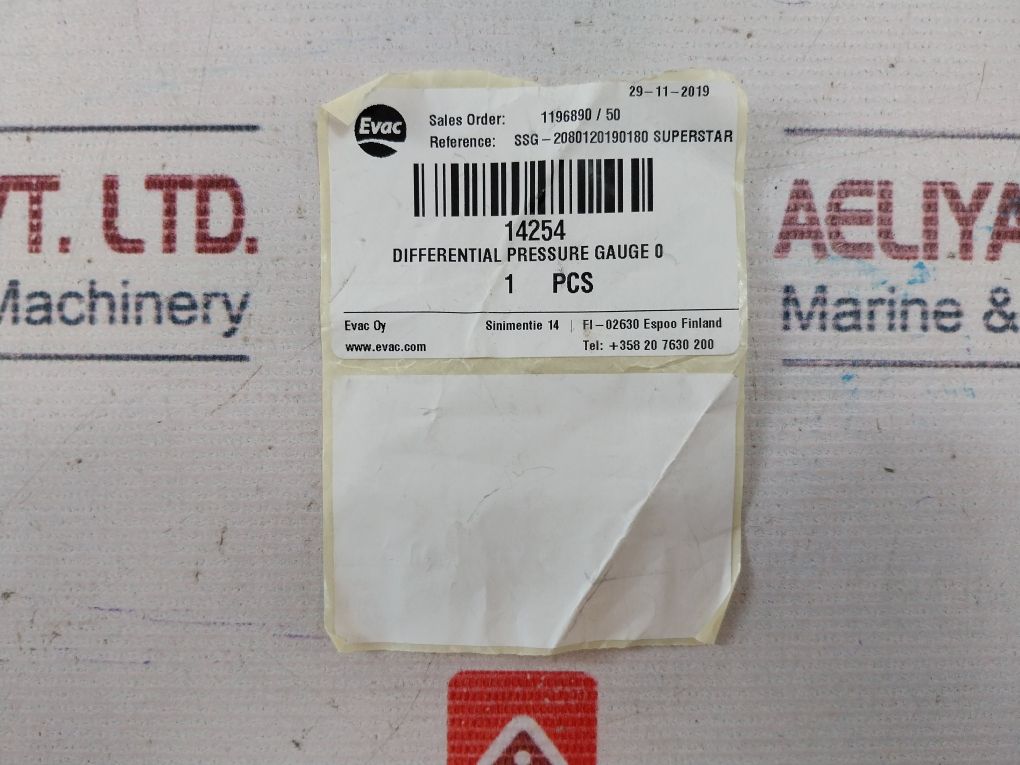 29-11-2019
Evac
Sales Order: 1196890 / 50
Reference: SSG-2080120190180 SUPERSTAR
14254
DIFFERENTIAL PRESSURE GAUGE 0
1 PCS
Evac Oy Sinimentie 14 | FI-02630 Espoo Finland
www.evac.com Tel: +358 20 7630 200
VT. LTD.
Machinery
AELIYA
Marine &